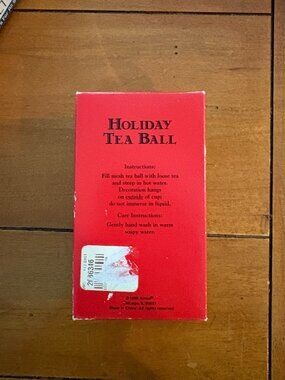 HOLIDAY
TEA BALL
Instructions:
Fill mesh tea ball with loose tea
and steep in hot water.
Decoration hangs
on outside of cup;
do not immerse in liquid.
Care Instructions:
Gently hand wash in warm
soapy water.
Made in China. All rights reserved.